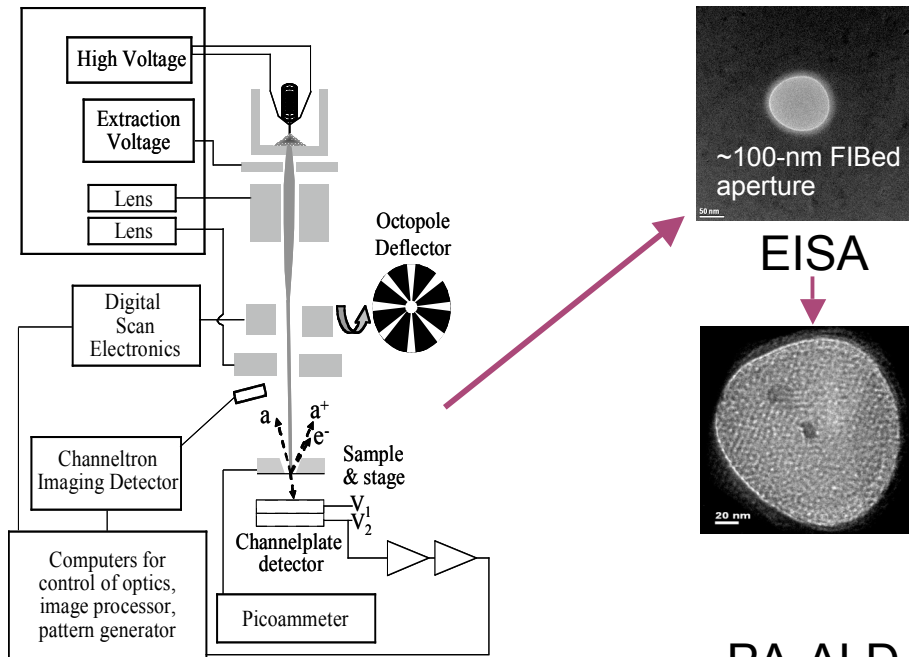 High Voltage
Extraction
Voltage
Lens
Lens
Octopole
Deflector
Digital
Scan
Electronics
a
a+
e-
Channeltron
Imaging Detector
Sample
& stage
V1
V2
Channelplate
detector
Computers for
control of optics,
image processor,
pattern generator
Picoammeter
~100-nm FIBed
aperture
50 nm
EISA
20 nm
PA-ALD